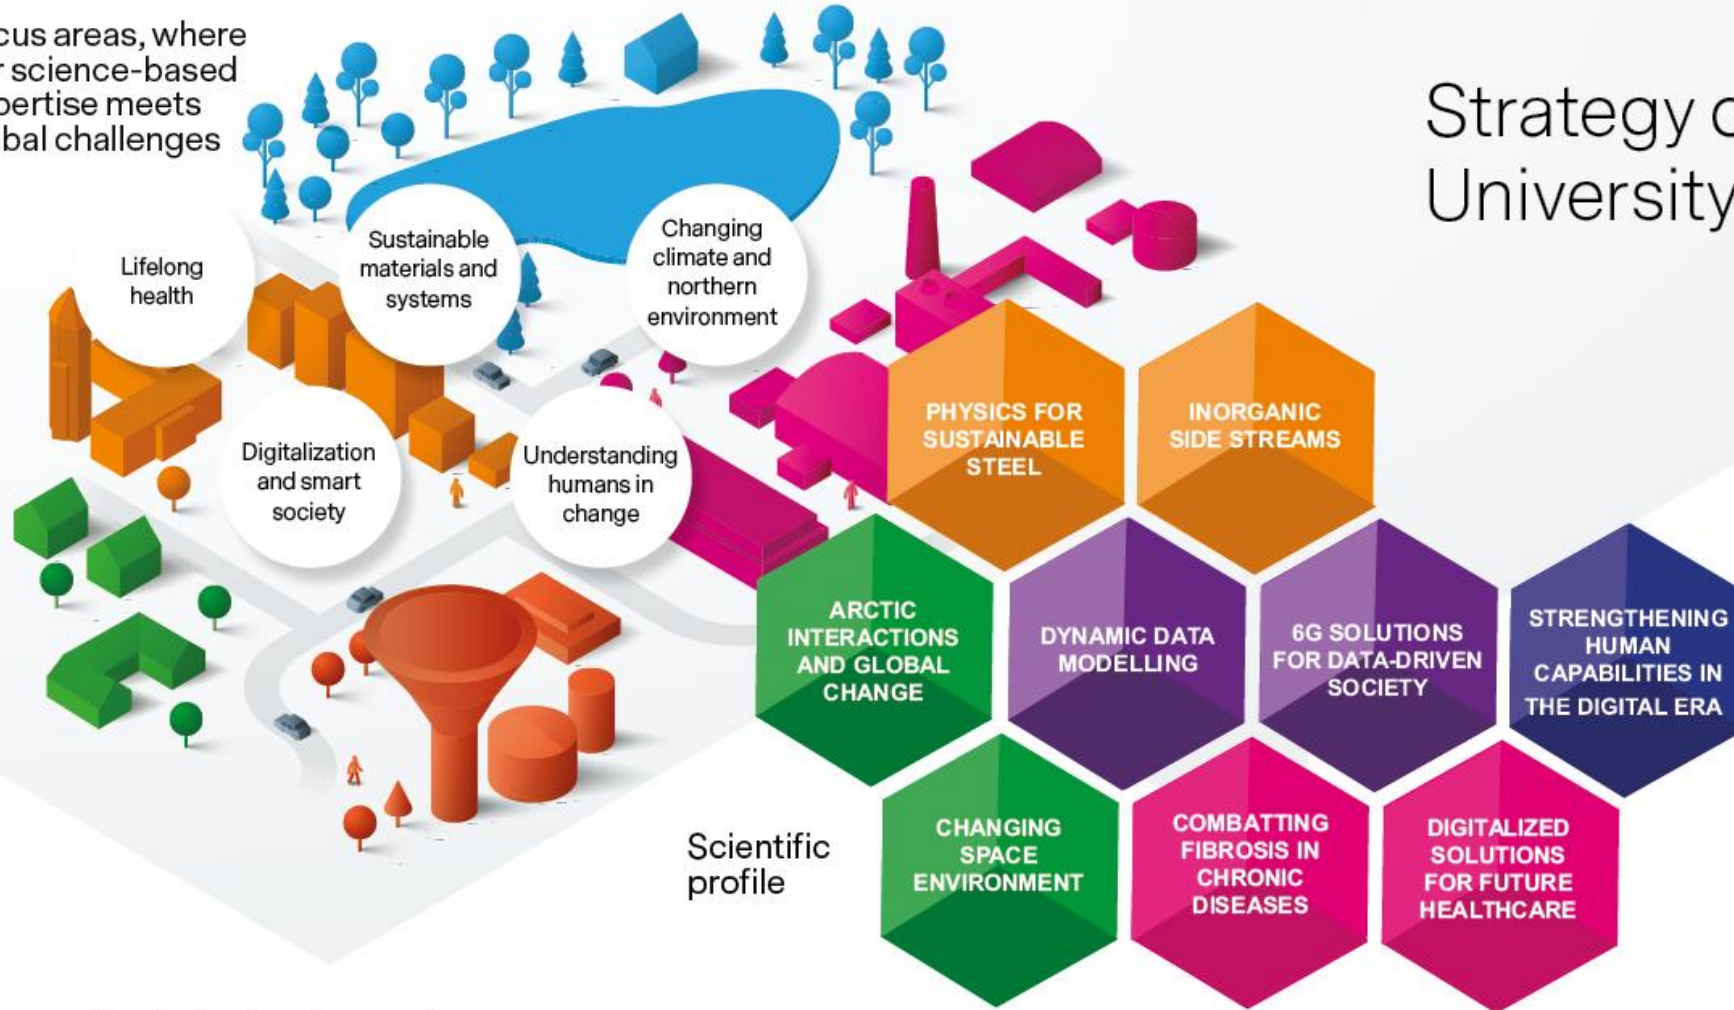 cus areas, where
r science-based
pertise meets
bal challenges
Strategy o
University
Lifelong
health
Sustainable
materials and
systems
Changing
climate and
northern
environment
Digitalization
and smart
society
Understanding
humans in
change
PHYSICS FOR
SUSTAINABLE
STEEL
INORGANIC
SIDE STREAMS
ARCTIC
INTERACTIONS
AND GLOBAL
CHANGE
DYNAMIC DATA
MODELLING
6G SOLUTIONS
FOR DATA-DRIVEN
SOCIETY
STRENGTHENING
HUMAN
CAPABILITIES IN
THE DIGITAL ERA
Scientific
profile
CHANGING
SPACE
ENVIRONMENT
COMBATTING
FIBROSIS IN
CHRONIC
DISEASES
DIGITALIZED
SOLUTIONS
FOR FUTURE
HEALTHCARE